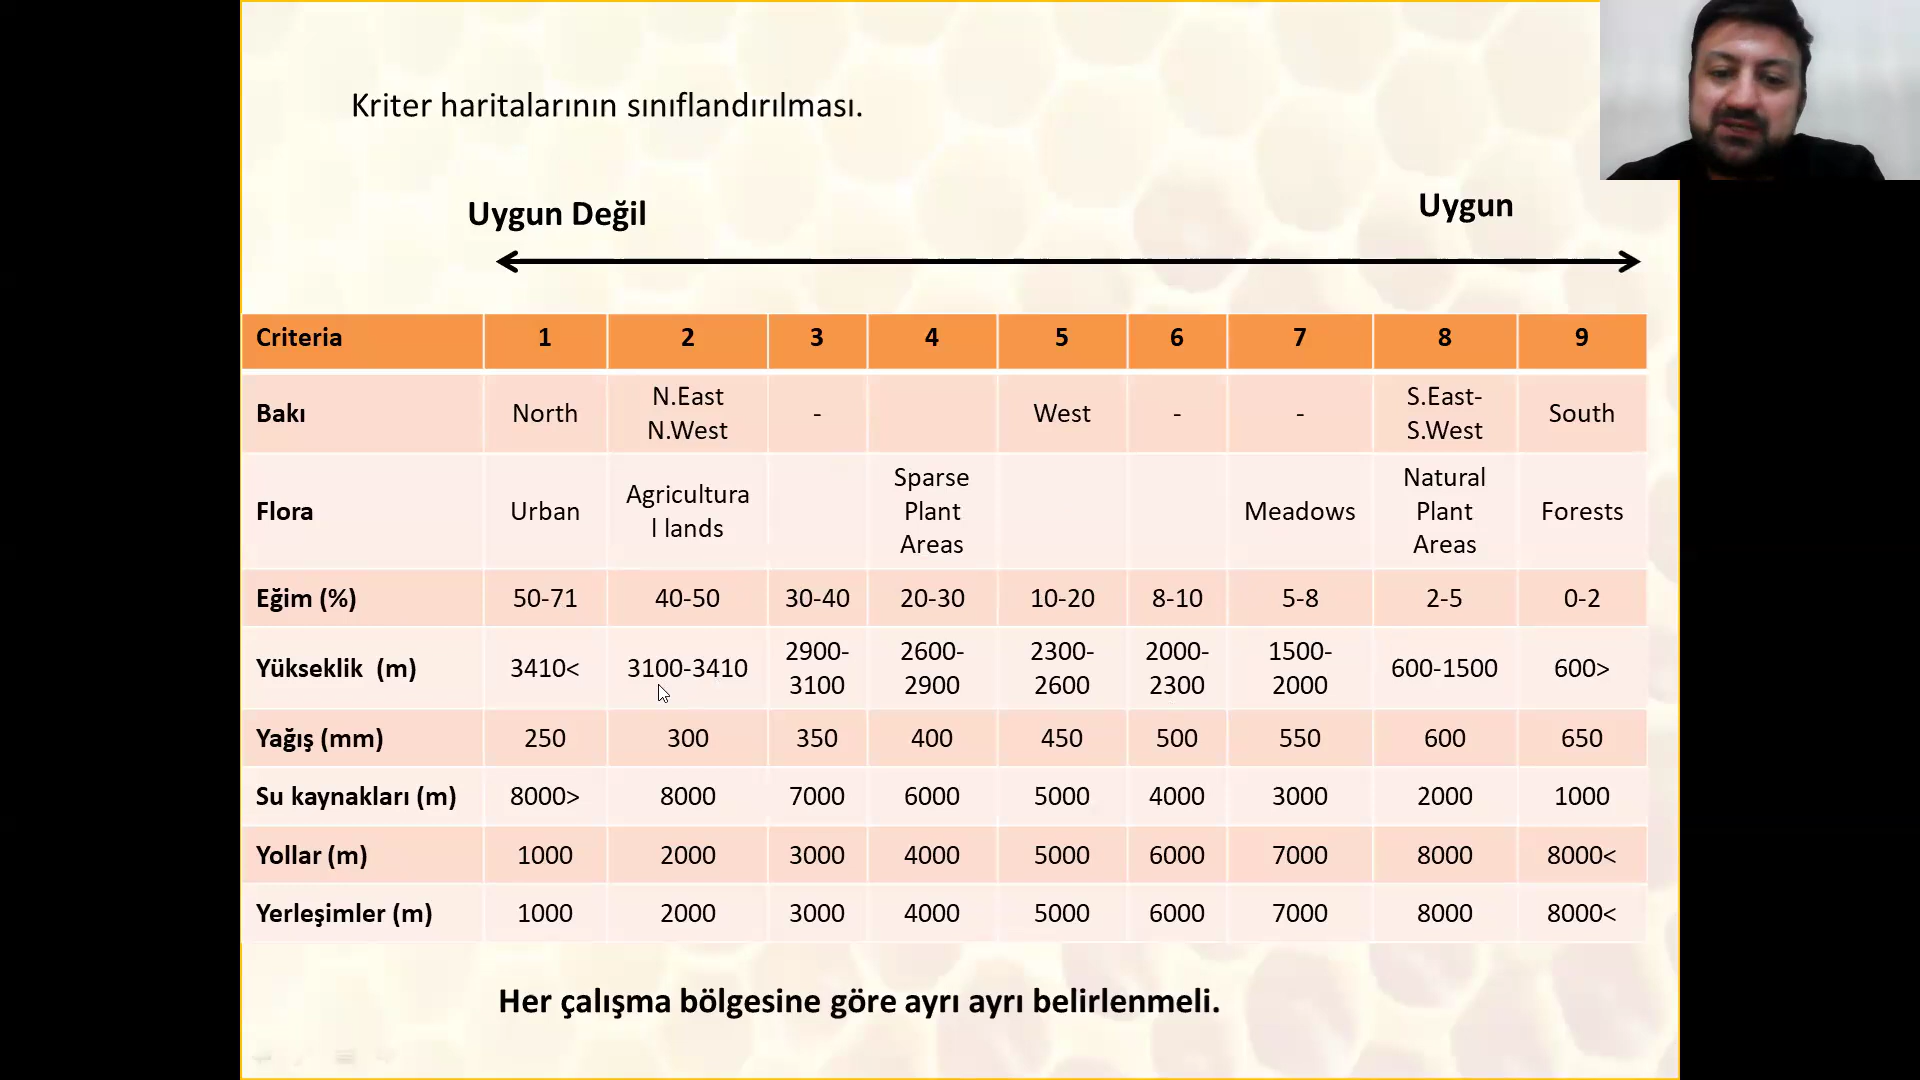 Kriter haritalarının sınıflandırılması.
Uygun Değil
Uygun
Criteria 1 2 3 4 5 6 7 8 9
Bakı North N.East N.West - West - - S.East- S.West South
Flora Urban Agricultura l lands Sparse Plant Areas Meadows Natural Plant Areas Forests
Eğim (%) 50-71 40-50 30-40 20-30 10-20 8-10 5-8 2-5 0-2
Yükseklik (m) 3410< 3100-3410 2900- 3100 2600- 2900 2300- 2600 2000- 2300 1500- 2000 600-1500 600>
Yağış (mm) 250 300 350 400 450 500 550 600 650
Su kaynakları (m) 8000> 8000 7000 6000 5000 4000 3000 2000 1000
Yollar (m) 1000 2000 3000 4000 5000 6000 7000 8000 8000<
Yerleşimler (m) 1000 2000 3000 4000 5000 6000 7000 8000 8000<
Her çalışma bölgesine göre ayrı ayrı belirlenmeli.